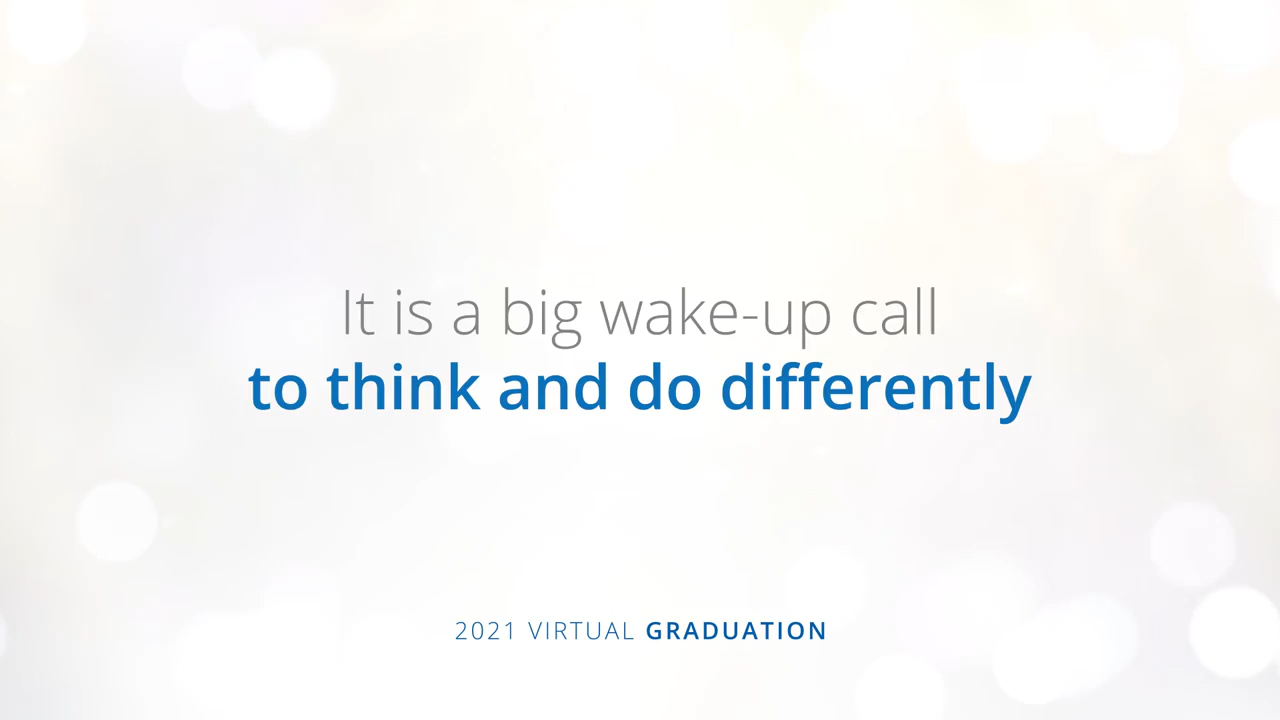 It is a big wake-up call
to think and do differently
2021 VIRTUAL GRADUATION